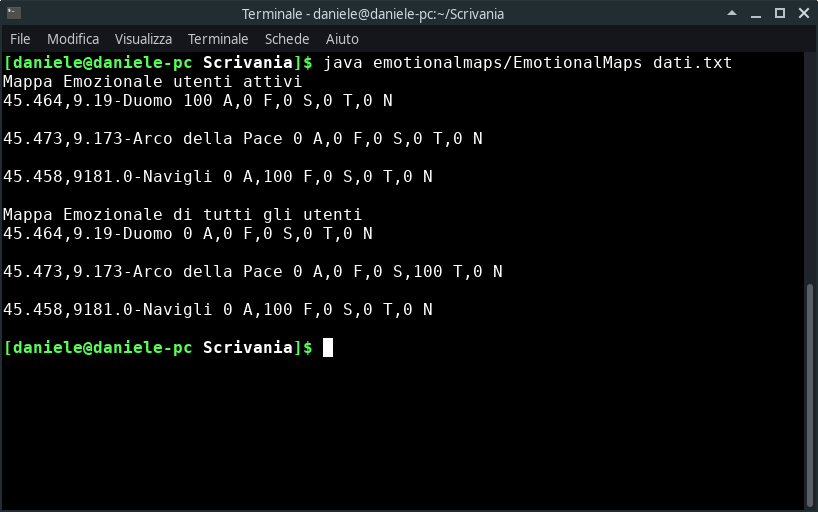 Terminale - daniele@daniele-pc:~/Scrivania
File Modifica Visualizza Terminale Schede Aiuto
[daniele@daniele-pc Scrivania]$ java emotionalmaps/EmotionalMaps dati.txt
Mappa Emozionale utenti attivi
45.464,9.19-Duomo 100 A,0 F,0 S,0 T,0 N
45.473,9.173-Arco della Pace 0 A,0 F,0 S,0 T,0 N
45.458,9181.0-Navigli 0 A,100 F,0 S,0 T,0 N
Mappa Emozionale di tutti gli utenti
45.464,9.19-Duomo 0 A,0 F,0 S,0 T,0 N
45.473,9.173-Arco della Pace 0 A,0 F,0 S,100 T,0 N
45.458,9181.0-Navigli 0 A,100 F,0 S,0 T,0 N
[daniele@daniele-pc Scrivania]$